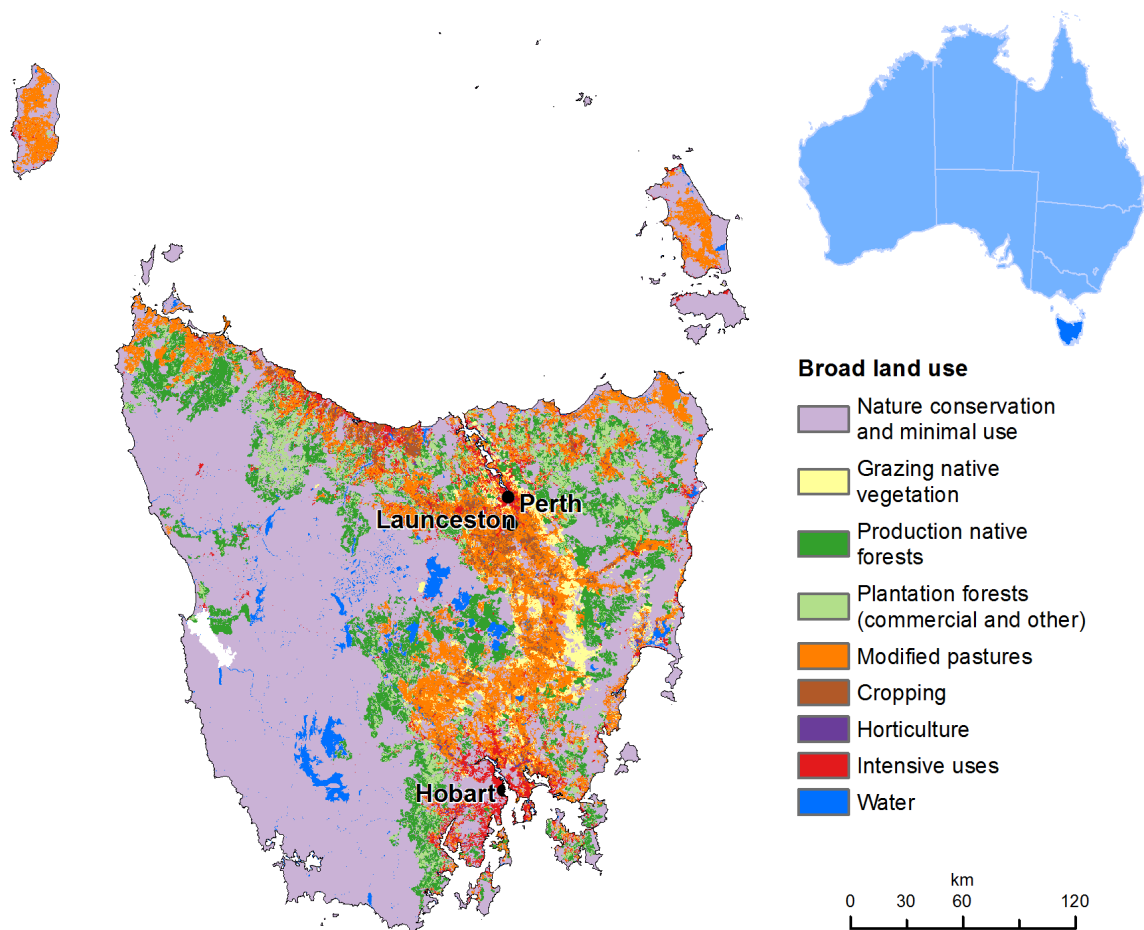 Perth
Launceston
Hobart
Broad land use
Nature conservation
and minimal use
Grazing native
vegetation
Production native
forests
Plantation forests
(commercial and other)
Modified pastures
Cropping
Horticulture
Intensive uses
Water
km
0 30 60 120